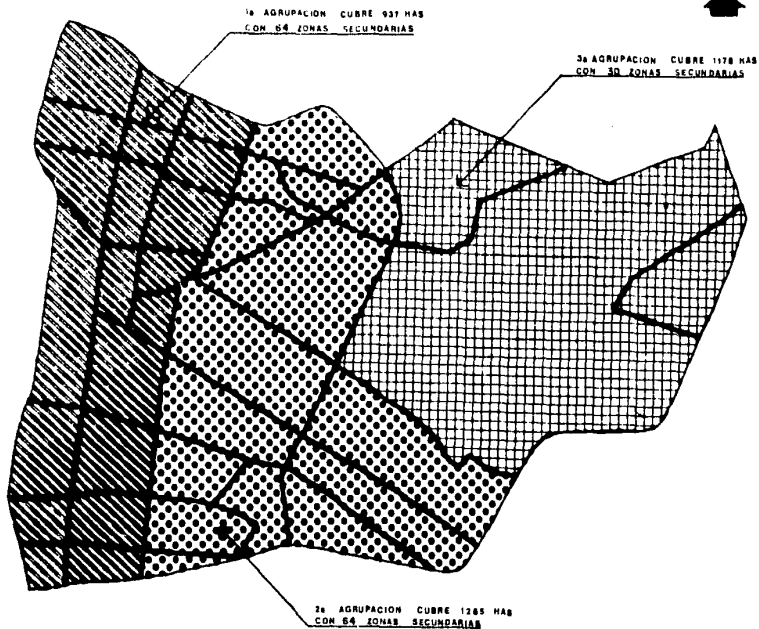 1a AGRUPACION CUBRE 937 HAS
CON 64 ZONAS SECUNDARIAS
3a AGRUPACION CUBRE 1178 HAS
CON 30 ZONAS SECUNDARIAS
2a AGRUPACION CUBRE 1285 HAS
CON 64 ZONAS SECUNDARIAS